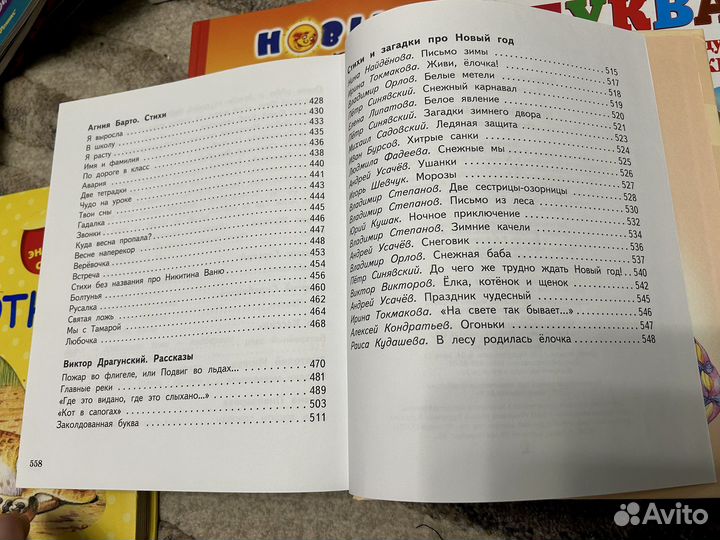 НОВЫ
БУКВА
Агния Барто. Стихи
Я выросла 428
В школу 430
Я расту 433
Имя и фамилия 435
По дороге в класс 436
Авария 438
Две тетрадки 440
Чудо на уроке 441
Твои сны 443
Гадалка 444
Звонки 446
Куда весна пропала? 448
Весне наперекор 449
Верёвочка 450
Встреча 454
Стихи без названия про Никитина Ваню 456
Болтунья 458
Русалка 460
Святая ложь 462
Мы с Тамарой 464
Любочка 468
Виктор Драгунский. Рассказы
Пожар во флигеле, или Подвиг во льдах... 470
Главные реки 481
«Где это видано, где это слыхано...» 489
«Кот в сапогах» 503
Заколдованная буква 511
558
Стихи и загадки про Новый год
Нина Найдёнова. Письмо зимы 515
Ирина Токмакова. Живи, ёлочка! 517
Владимир Орлов. Белые метели 518
Пётр Синявский. Снежный карнавал 519
Елена Липатова. Белое явление 520
Пётр Синявский. Загадки зимнего двора 521
Михаил Садовский. Ледяная защита 523
Иван Бурсов. Хитрые санки 524
Людмила Фадеева. Снежные мы 525
Андрей Усачёв. Ушанки 526
Игорь Шевчук. Морозы 527
Владимир Степанов. Две сестрицы-озорницы 528
Владимир Степанов. Письмо из леса 530
Юрий Кушак. Ночное приключение 532
Владимир Степанов. Зимние качели 534
Андрей Усачёв. Снеговик 536
Владимир Орлов. Снежная баба 538
Пётр Синявский. До чего же трудно ждать Новый год! 540
Виктор Викторов. Ёлка, котёнок и щенок 542
Андрей Усачёв. Праздник чудесный 545
Ирина Токмакова. «На свете так бывает...» 546
Алексей Кондратьев. Огоньки 547
Раиса Кудашева. В лесу родилась ёлочка 548
Avito